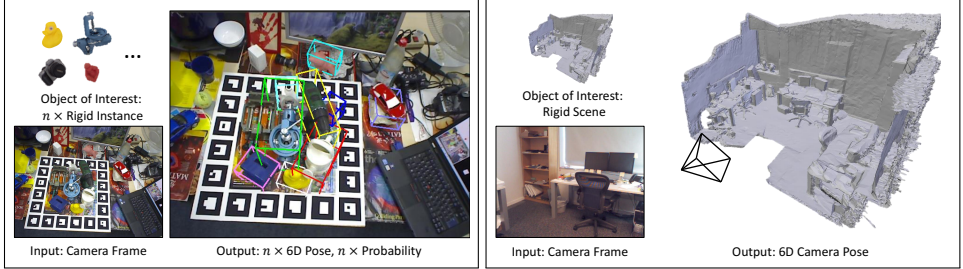 ...
Object of Interest:
n × Rigid Instance
Input: Camera Frame
Output: n × 6D Pose, n × Probability
Object of Interest:
Rigid Scene
Input: Camera Frame
Output: 6D Camera Pose